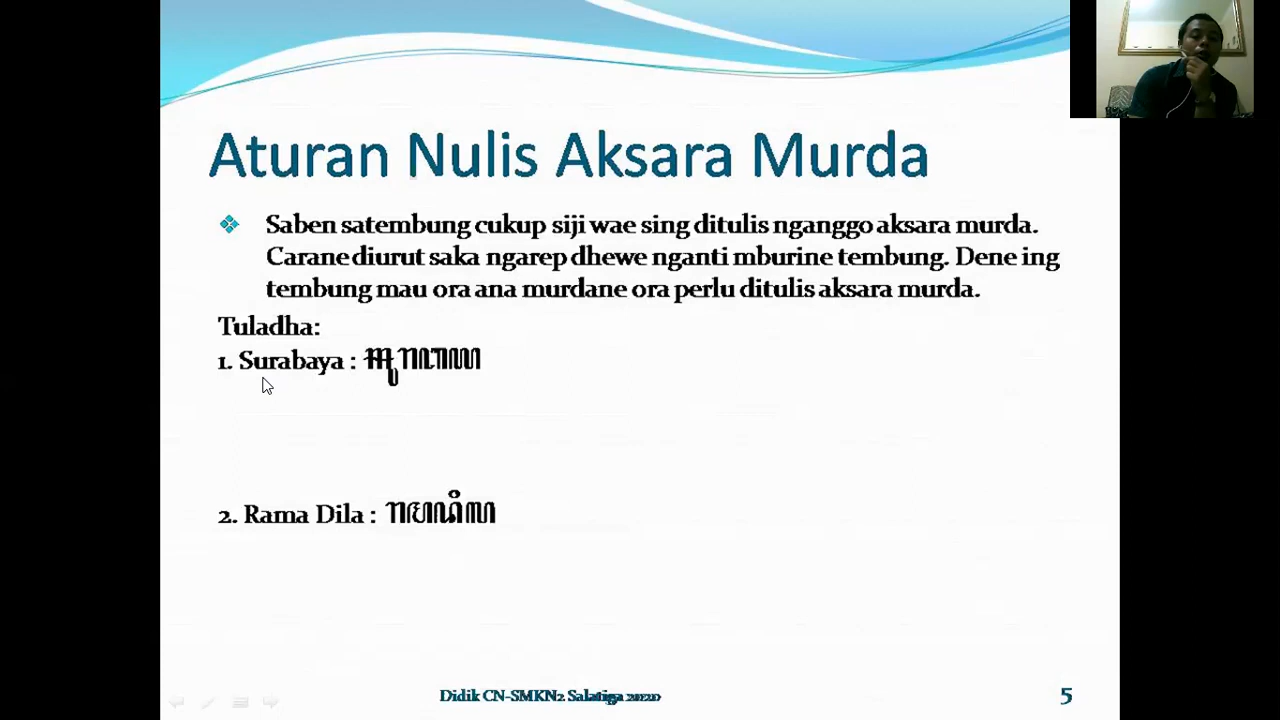 Aturan Nulis Aksara Murda
Saben satembung cukup siji wae sing ditulis nganggo aksara murda.
Carane diurut saka ngarep dhewe nganti mburine tembung. Dene ing
tembung mau ora ana murdane ora perlu ditulis aksara murda.
Tuladha:
1. Surabaya : ꦯꦸꦫꦧꦪ
2. Rama Dila : ꦫꦩꦢꦶꦭ
Didik CN-SMKN2 Salatiga 2020
5